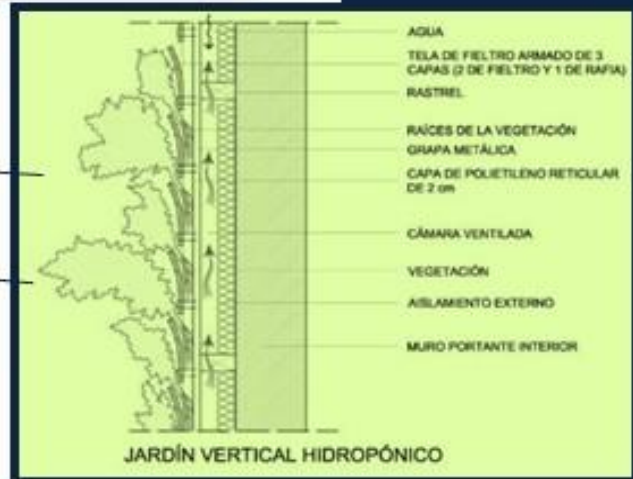 AGUA
TELA DE FIELTRO ARMADO DE 3
CAPAS (2 DE FIELTRO Y 1 DE RAFIA)
RASTREL
RAÍCES DE LA VEGETACIÓN
GRAPA METÁLICA
CAPA DE POLIETILENO RETICULAR
DE 2 cm
CÁMARA VENTILADA
VEGETACIÓN
AISLAMIENTO EXTERNO
MURO PORTANTE INTERIOR
JARDÍN VERTICAL HIDROPÓNICO